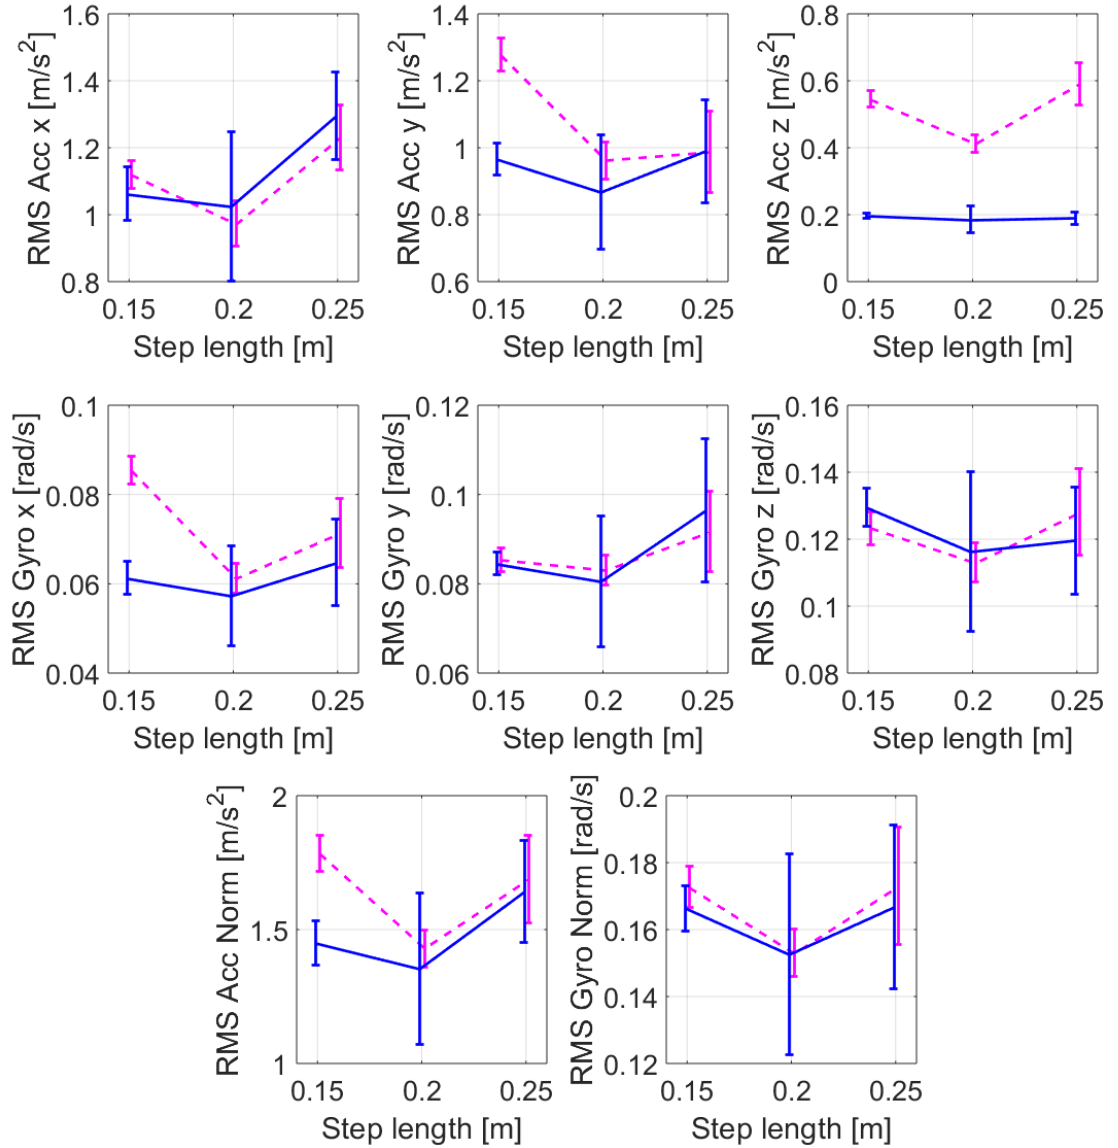 RMS Acc x [m/s²]
1.6
1.4
1.2
1
0.8
0.15 0.2 0.25
Step length [m]
RMS Acc y [m/s²]
1.4
1.2
1
0.8
0.6
0.15 0.2 0.25
Step length [m]
RMS Acc z [m/s²]
0.8
0.6
0.4
0.2
0
0.15 0.2 0.25
Step length [m]
RMS Gyro x [rad/s]
0.1
0.08
0.06
0.04
0.15 0.2 0.25
Step length [m]
RMS Gyro y [rad/s]
0.12
0.1
0.08
0.06
0.15 0.2 0.25
Step length [m]
RMS Gyro z [rad/s]
0.16
0.14
0.12
0.1
0.08
0.15 0.2 0.25
Step length [m]
RMS Acc Norm [m/s²]
2
1.5
1
0.15 0.2 0.25
Step length [m]
RMS Gyro Norm [rad/s]
0.2
0.18
0.16
0.14
0.12
0.15 0.2 0.25
Step length [m]